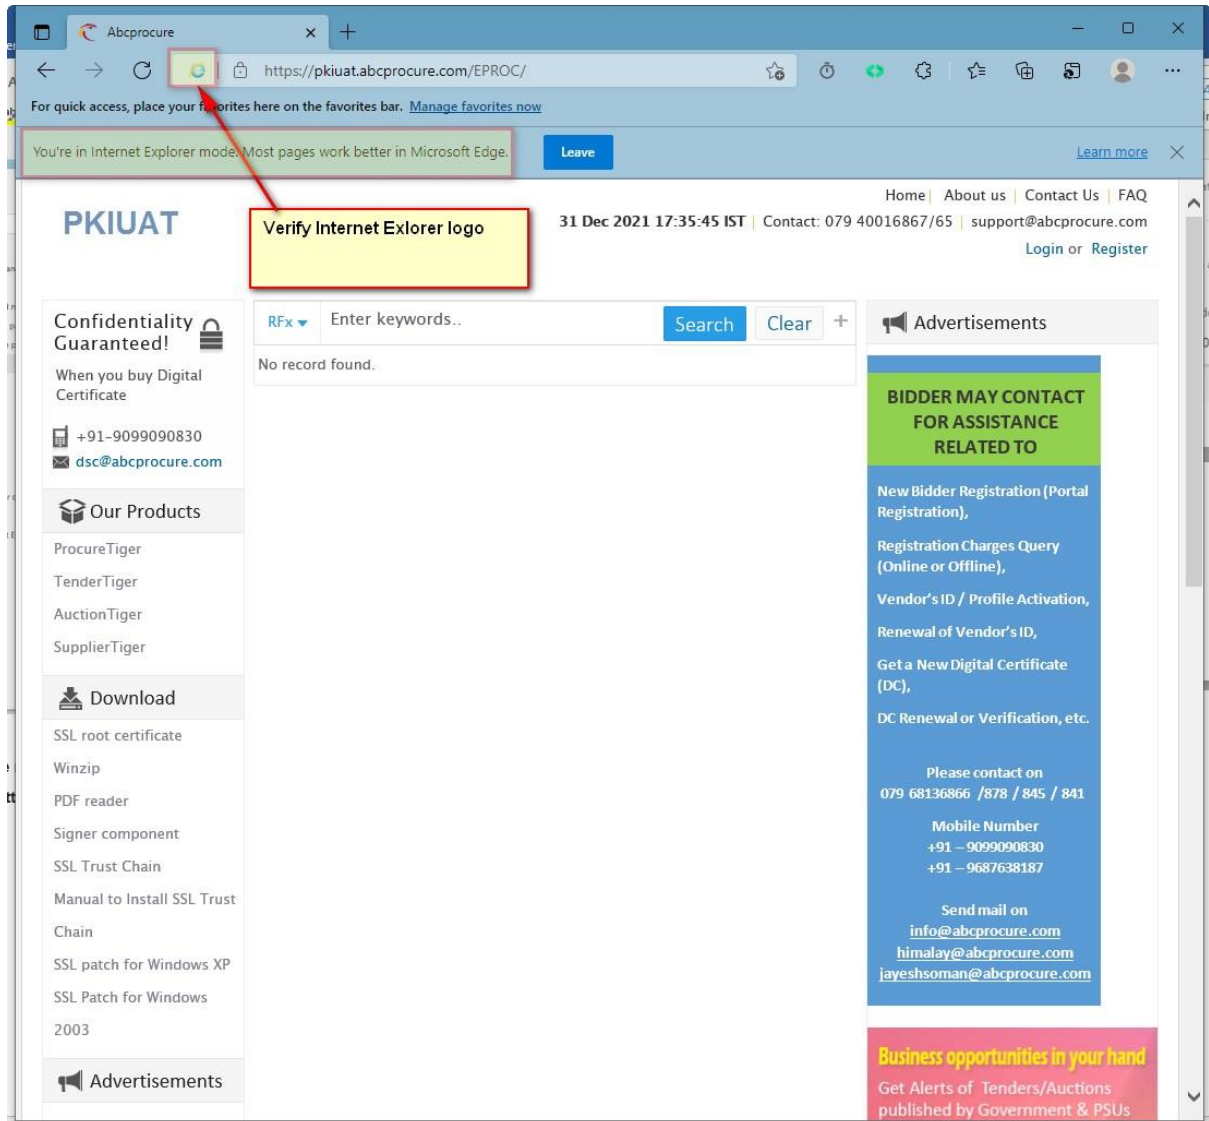 Abcprocure
https://pkiuat.abcprocure.com/EPROC/
For quick access, place your favorites here on the favorites bar. Manage favorites now
You're in Internet Explorer mode. Most pages work better in Microsoft Edge.
Leave
Learn more
Home | About us | Contact Us | FAQ
PKIUAT
Verify Internet Exlorer logo
31 Dec 2021 17:35:45 IST | Contact: 079 40016867/65 | support@abcprocure.com
Login or Register
Confidentiality
Guaranteed!
When you buy Digital
Certificate
+91-9099090830
dsc@abcprocure.com
Our Products
ProcureTiger
TenderTiger
AuctionTiger
SupplierTiger
Download
SSL root certificate
Winzip
PDF reader
Signer component
SSL Trust Chain
Manual to Install SSL Trust
Chain
SSL patch for Windows XP
SSL Patch for Windows
2003
Advertisements
RFx Enter keywords.. Search Clear +
No record found.
Advertisements
BIDDER MAY CONTACT
FOR ASSISTANCE
RELATED TO
New Bidder Registration (Portal
Registration),
Registration Charges Query
(Online or Offline),
Vendor's ID / Profile Activation,
Renewal of Vendor's ID,
Get a New Digital Certificate
(DC),
DC Renewal or Verification, etc.
Please contact on
079 68136866 /878 / 845 / 841
Mobile Number
+91 – 9099090830
+91 – 9687638187
Send mail on
info@abcprocure.com
himalay@abcprocure.com
jayeshsoman@abcprocure.com
Business opportunities in your hand
Get Alerts of Tenders/Auctions
published by Government & PSUs